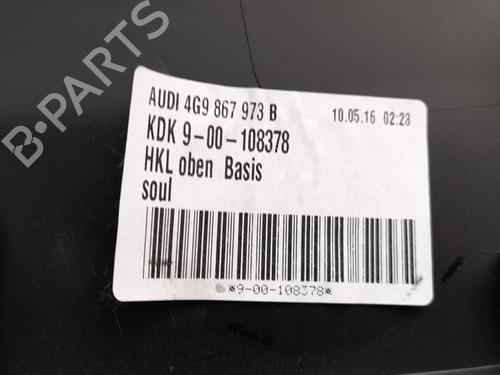 B-PARTS
AUDI 4G9 867 973 B 10.05.16 02:28
KDK 9-00-108378
HKL oben Basis
soul
*9-00-108378*